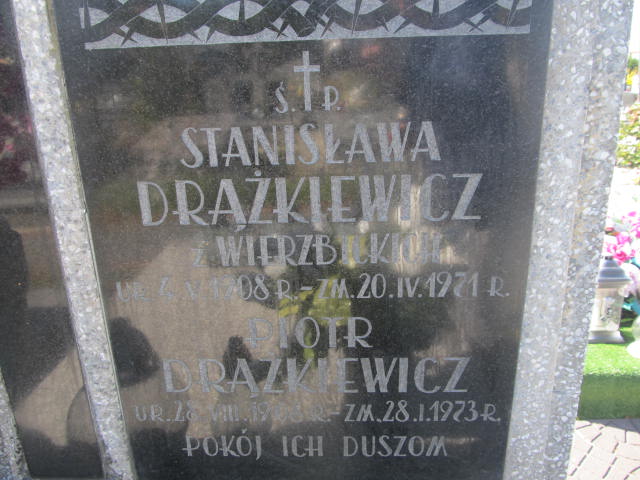 Ś. P.
STANISŁAWA
DRĄŻKIEWICZ
Z WIERZBICKICH
UR. V. 1908 R. – ZM. 20. IV. 1971 R.
PIOTR
DRĄŻKIEWICZ
UR. 28. VIII. R. – ZM. 28. I. 1973 R.
POKÓJ ICH DUSZOM